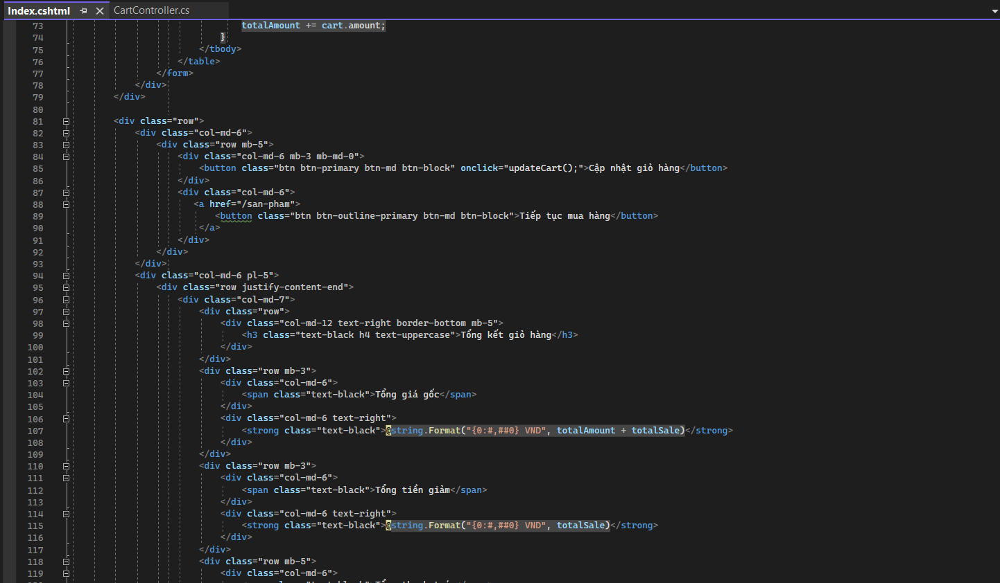 Index.cshtml CartController.cs
73 totalAmount += cart.amount;
74 }
75 </tbody>
76 </table>
77 </form>
78 </div>
79 </div>
80
81 <div class="row">
82 <div class="col-md-6">
83 <div class="row mb-5">
84 <div class="col-md-6 mb-3 mb-md-0">
85 <button class="btn btn-primary btn-md btn-block" onclick="updateCart();">Cập nhật giỏ hàng</button>
86 </div>
87 <div class="col-md-6">
88 <a href="/san-pham">
89 <button class="btn btn-outline-primary btn-md btn-block">Tiếp tục mua hàng</button>
90 </a>
91 </div>
92 </div>
93 </div>
94 <div class="col-md-6 pl-5">
95 <div class="row justify-content-end">
96 <div class="col-md-7">
97 <div class="row">
98 <div class="col-md-12 text-right border-bottom mb-5">
99 <h3 class="text-black h4 text-uppercase">Tổng kết giỏ hàng</h3>
100 </div>
101 </div>
102 <div class="row mb-3">
103 <div class="col-md-6">
104 <span class="text-black">Tổng giá gốc</span>
105 </div>
106 <div class="col-md-6 text-right">
107 <strong class="text-black">@string.Format("{0:#,##0} VND", totalAmount + totalSale)</strong>
108 </div>
109 </div>
110 <div class="row mb-3">
111 <div class="col-md-6">
112 <span class="text-black">Tổng tiền giảm</span>
113 </div>
114 <div class="col-md-6 text-right">
115 <strong class="text-black">@string.Format("{0:#,##0} VND", totalSale)</strong>
116 </div>
117 </div>
118 <div class="row mb-5">
119 <div class="col-md-6">